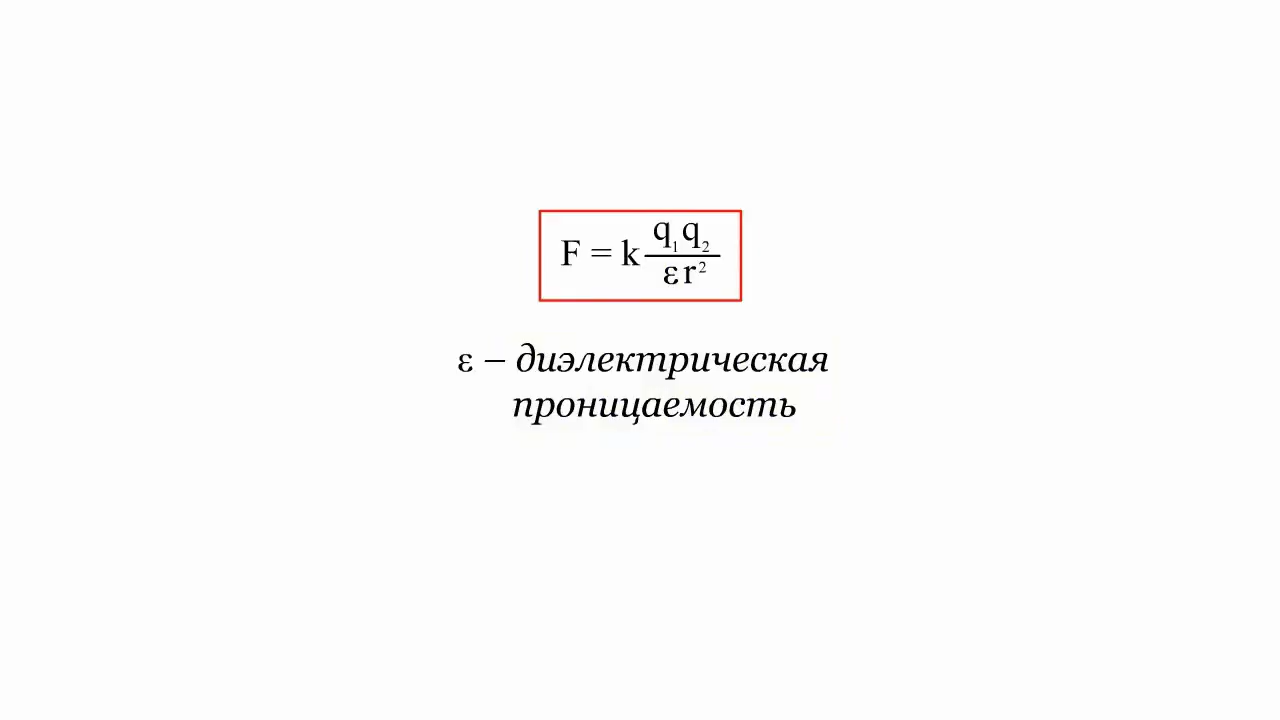 F = k q₁q₂ / εr²
ε – диэлектрическая
проницаемость